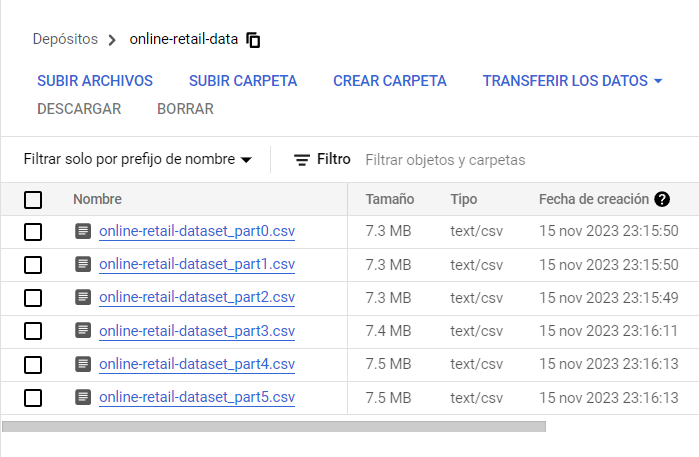 Depósitos > online-retail-data
SUBIR ARCHIVOS SUBIR CARPETA CREAR CARPETA TRANSFERIR LOS DATOS
DESCARGAR BORRAR
Filtrar solo por prefijo de nombre Filtro Filtrar objetos y carpetas
Nombre Tamaño Tipo Fecha de creación ?
online-retail-dataset_part0.csv 7.3 MB text/csv 15 nov 2023 23:15:50
online-retail-dataset_part1.csv 7.3 MB text/csv 15 nov 2023 23:15:50
online-retail-dataset_part2.csv 7.3 MB text/csv 15 nov 2023 23:15:49
online-retail-dataset_part3.csv 7.4 MB text/csv 15 nov 2023 23:16:11
online-retail-dataset_part4.csv 7.5 MB text/csv 15 nov 2023 23:16:13
online-retail-dataset_part5.csv 7.5 MB text/csv 15 nov 2023 23:16:13